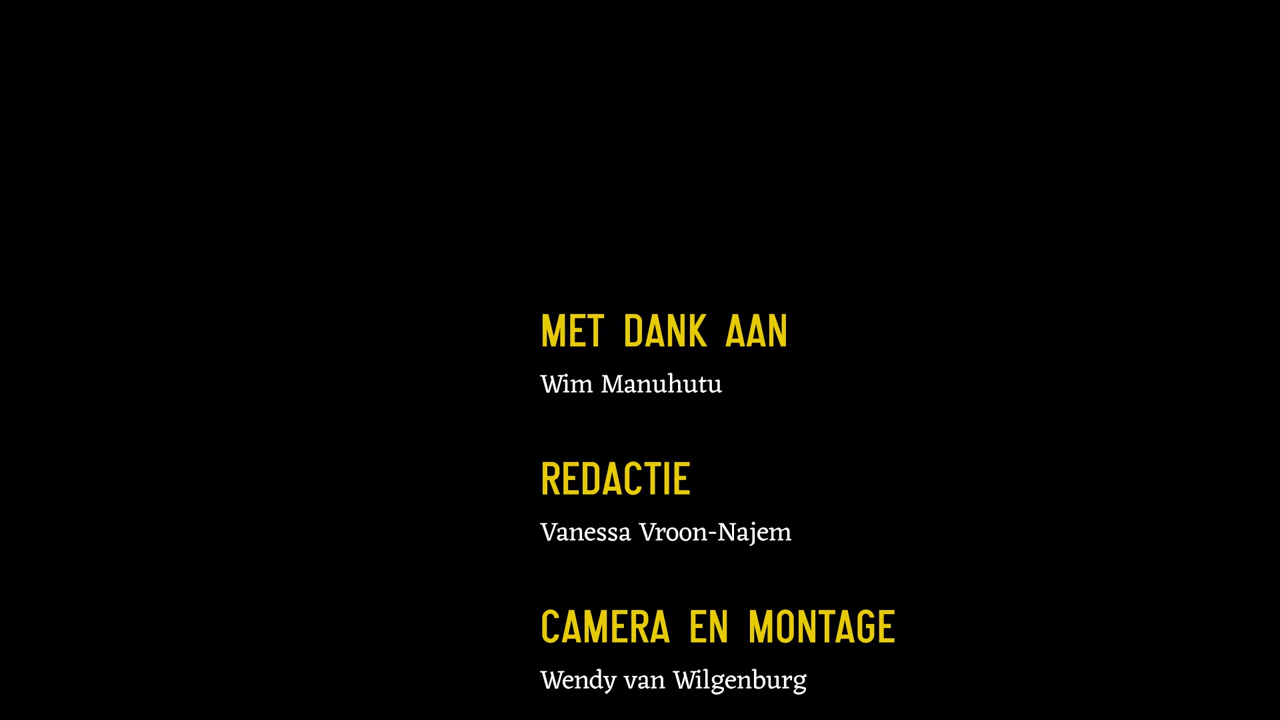 MET DANK AAN
Wim Manuhutu
REDACTIE
Vanessa Vroon-Najem
CAMERA EN MONTAGE
Wendy van Wilgenburg